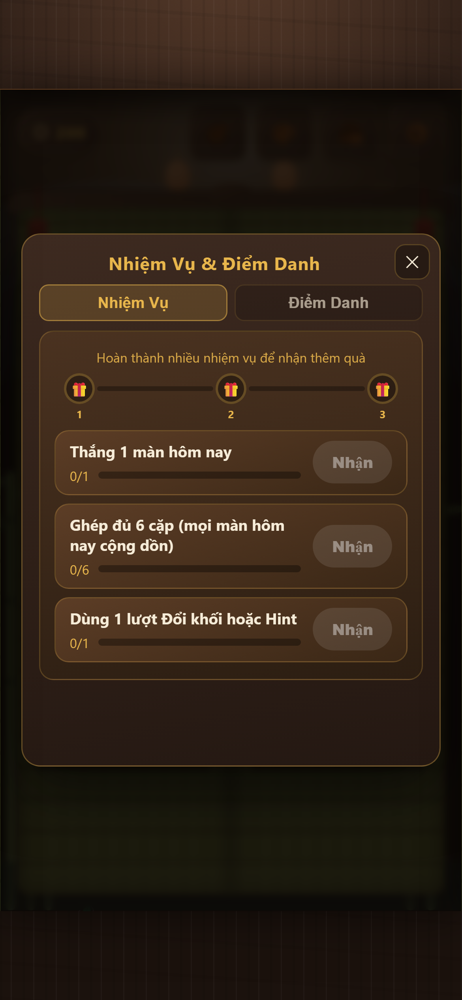 Nhiệm Vụ & Điểm Danh
Nhiệm Vụ
Điểm Danh
Hoàn thành nhiều nhiệm vụ để nhận thêm quà
1
2
3
Thắng 1 màn hôm nay
0/1
Nhận
Ghép đủ 6 cặp (mọi màn hôm
nay cộng dồn)
0/6
Nhận
Dùng 1 lượt Đổi khối hoặc Hint
0/1
Nhận